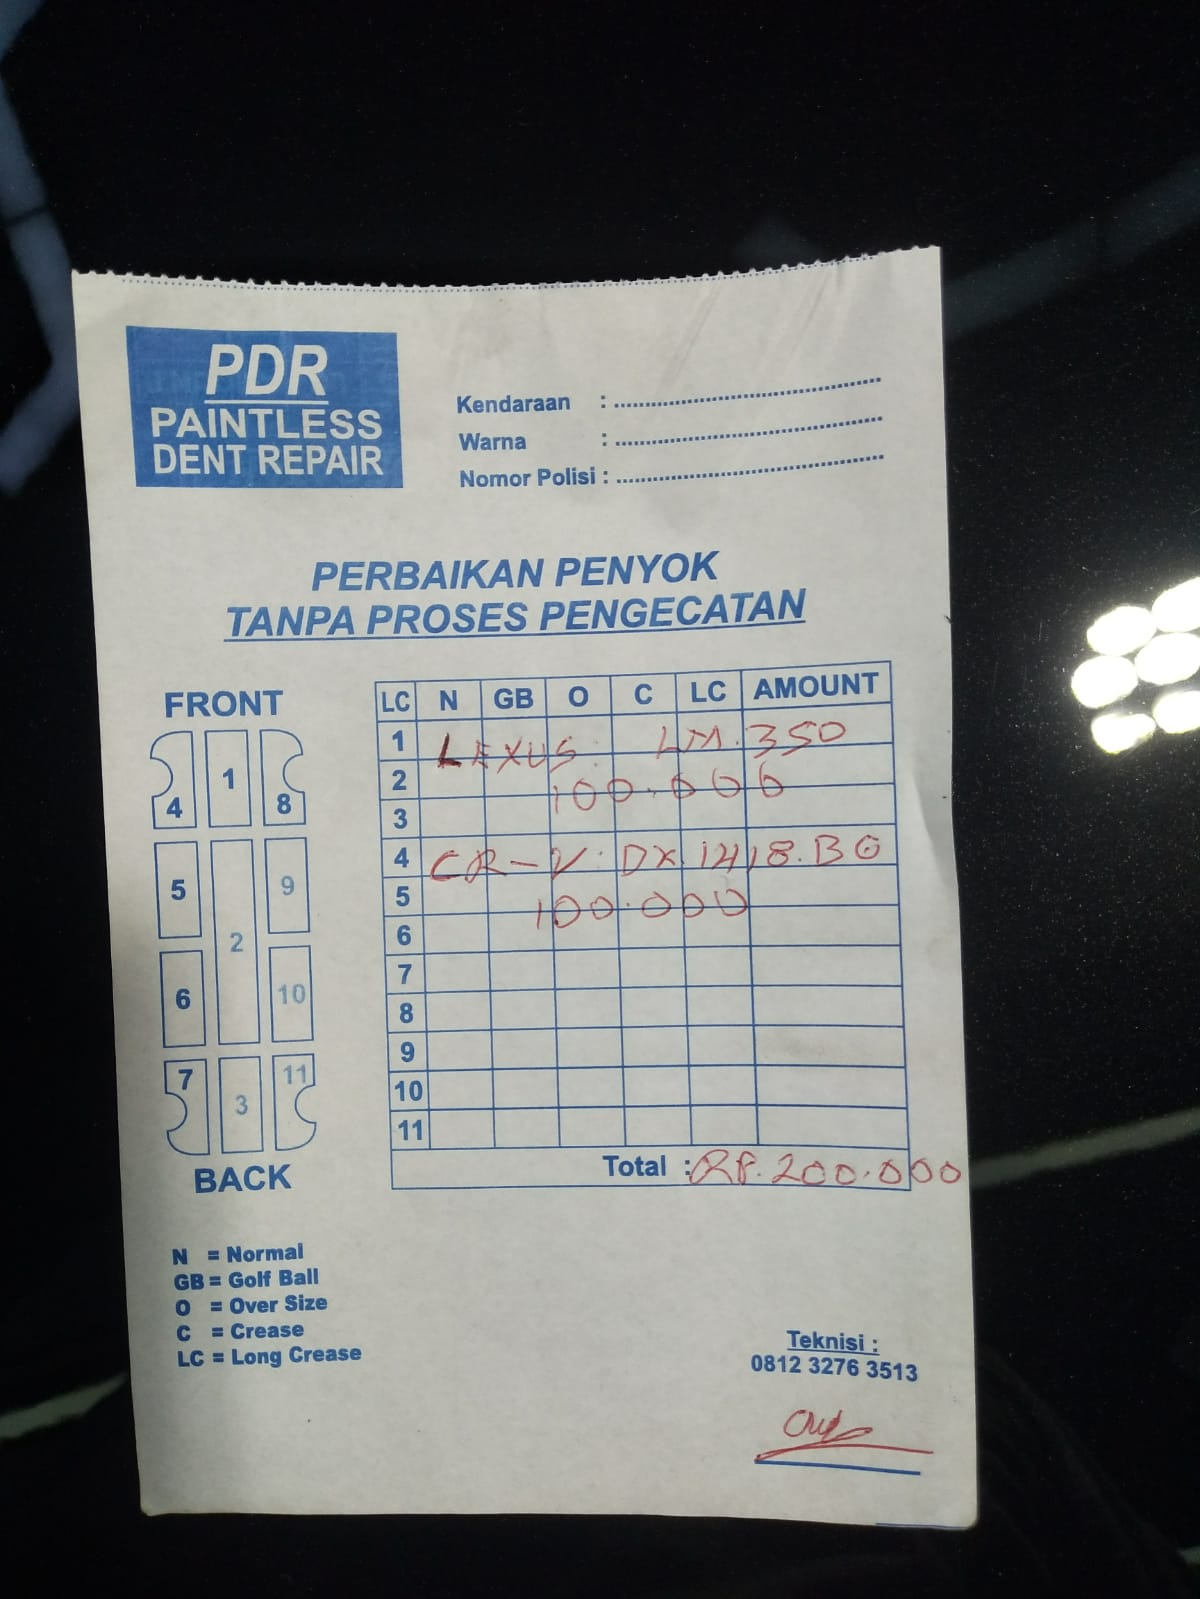 PDR
PAINTLESS
DENT REPAIR
Kendaraan :
Warna :
Nomor Polisi :
PERBAIKAN PENYOK
TANPA PROSES PENGECATAN
FRONT
1
4
8
5
9
2
6
10
7
3
11
BACK
LC N GB O C LC AMOUNT
1 LEXUS. LM. 350
2 100.000
3
4 CR-V. DX 1418.BG
5 100.000
6
7
8
9
10
11
Total : RP. 200.000
N = Normal
GB = Golf Ball
O = Over Size
C = Crease
LC = Long Crease
Teknisi :
0812 3276 3513